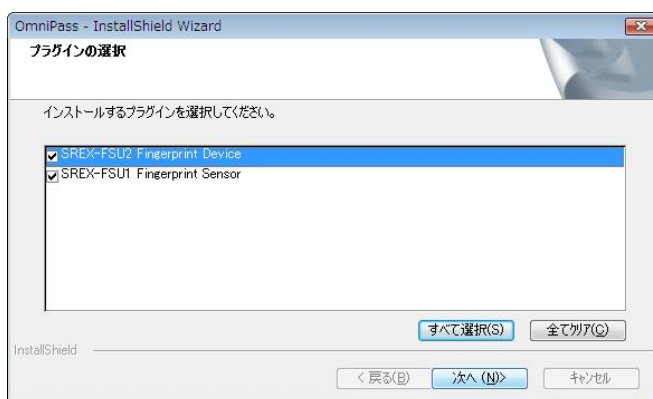 OmniPass - InstallShield Wizard
プラグインの選択
インストールするプラグインを選択してください。
SREX-FSU2 Fingerprint Device
SREX-FSU1 Fingerprint Sensor
すべて選択(S) 全てクリア(C)
InstallShield
< 戻る(B) 次へ (N)> キャンセル